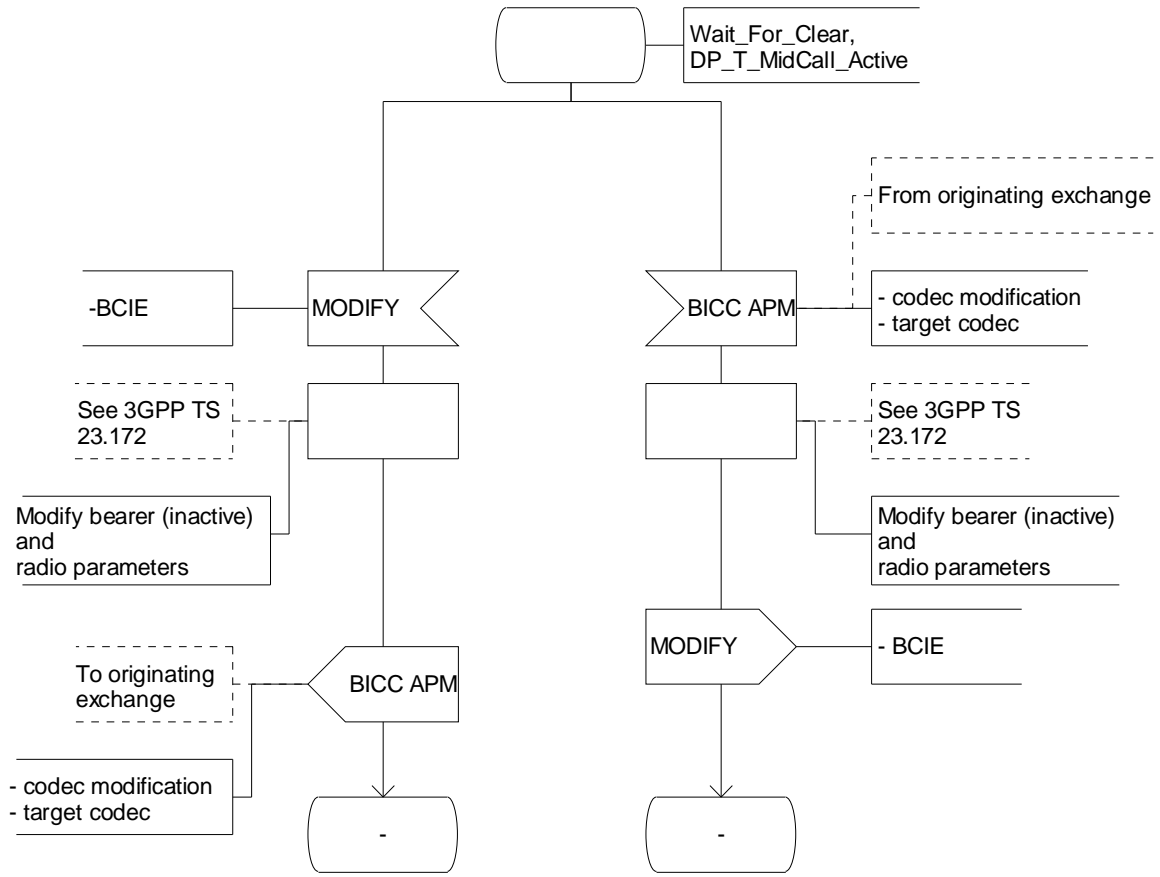 Wait_For_Clear,
DP_T_MidCall_Active
From originating exchange
-BCIE
MODIFY
BICC APM
- codec modification
- target codec
See 3GPP TS
23.172
See 3GPP TS
23.172
Modify bearer (inactive)
and
radio parameters
Modify bearer (inactive)
and
radio parameters
MODIFY
- BCIE
To originating
exchange
BICC APM
- codec modification
- target codec
-
-